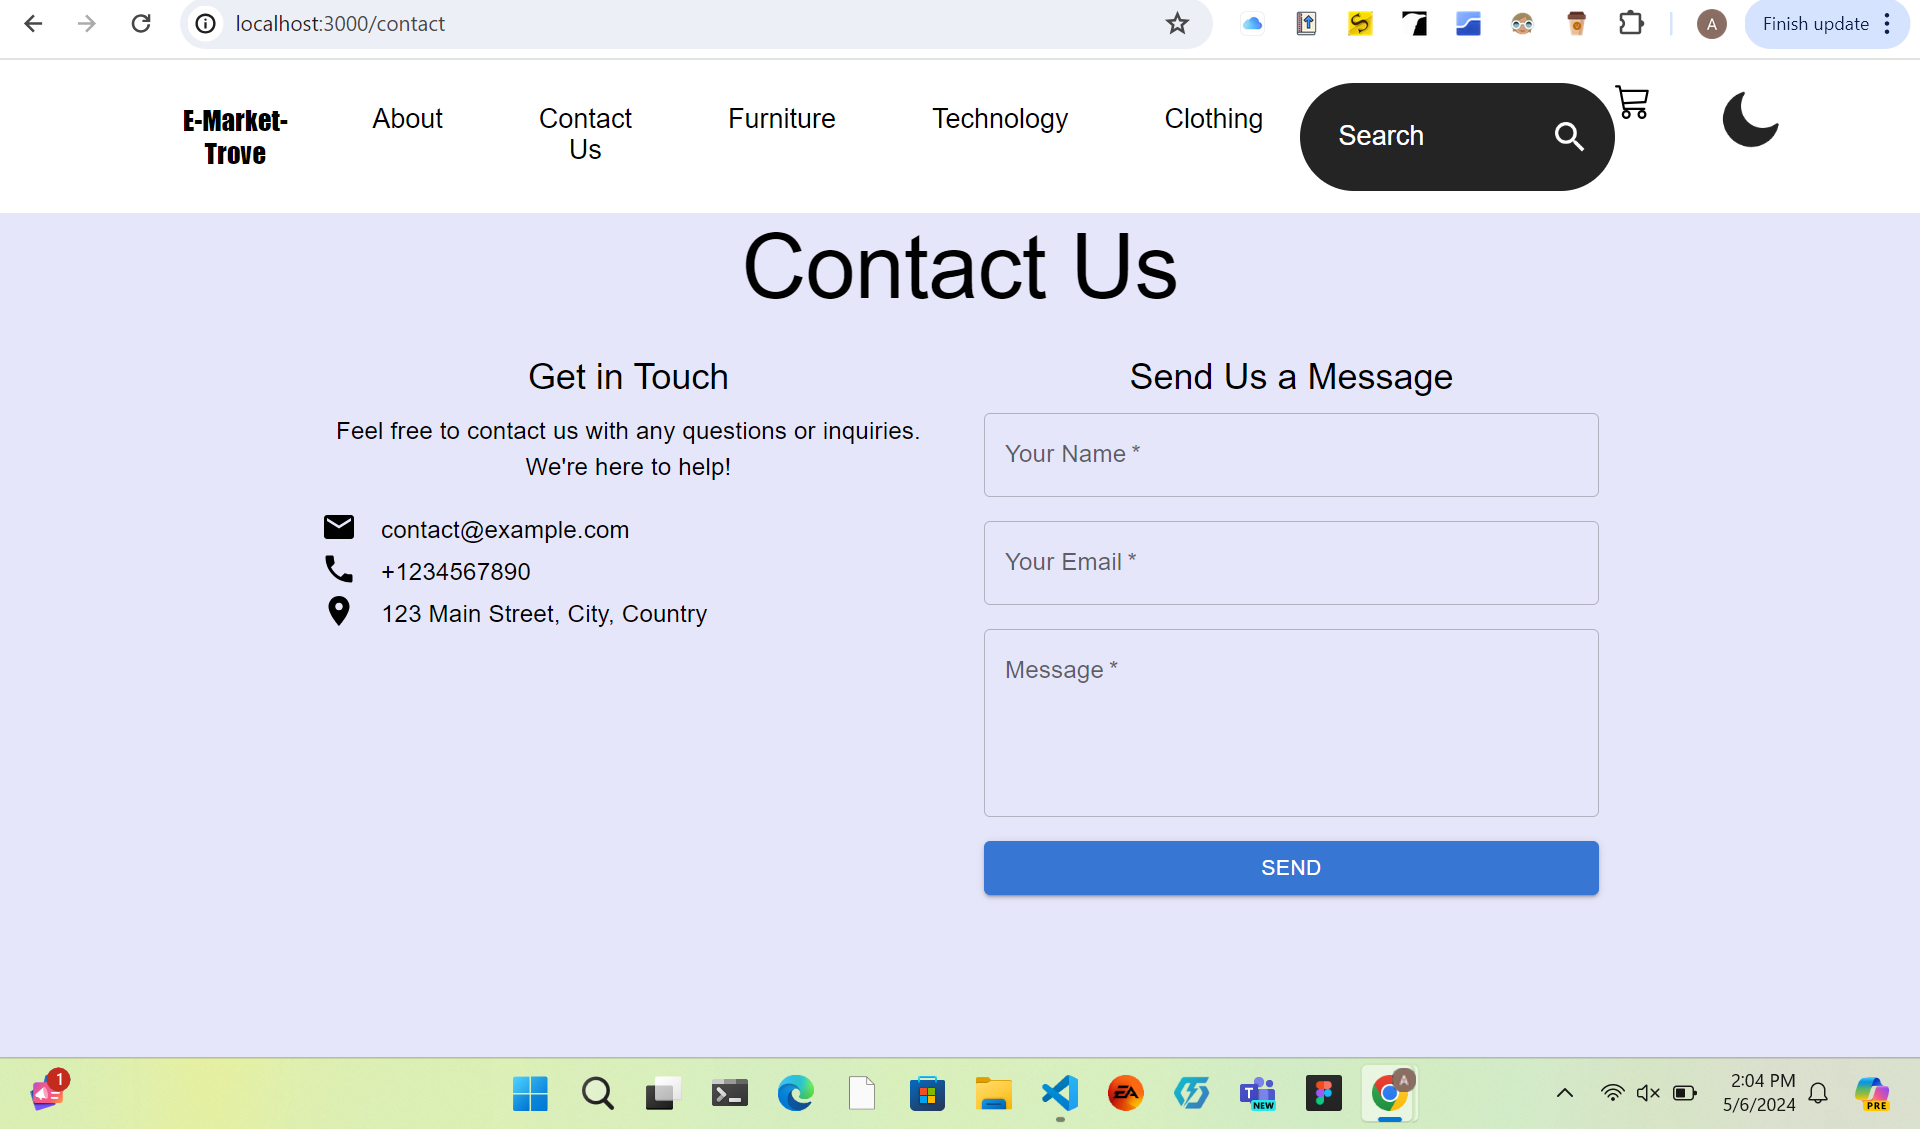 localhost:3000/contact
A
Finish update
E-Market-
Trove
About
Contact
Us
Furniture
Technology
Clothing
Search
Contact Us
Get in Touch
Feel free to contact us with any questions or inquiries.
We're here to help!
contact@example.com
+1234567890
123 Main Street, City, Country
Send Us a Message
Your Name *
Your Email *
Message *
SEND
1
EA
T
NEW
A
2:04 PM
5/6/2024
PRE